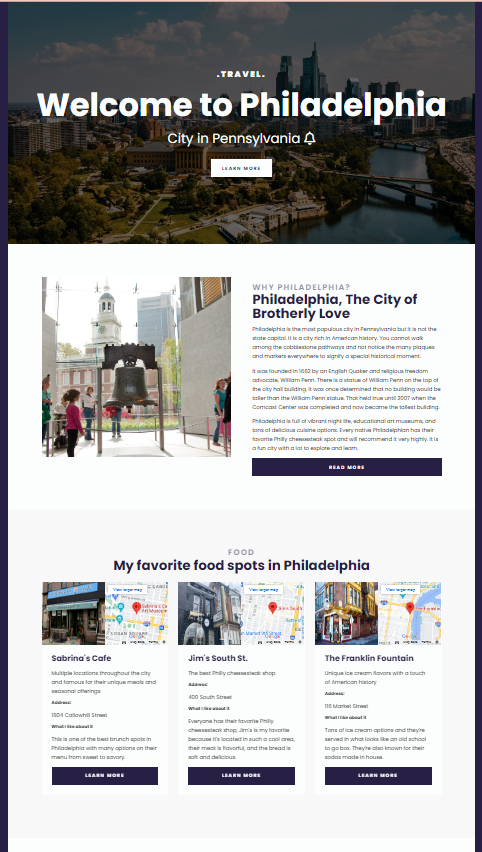 .TRAVEL.
Welcome to Philadelphia
City in Pennsylvania
LEARN MORE
WHY PHILADELPHIA?
Philadelphia, The City of
Brotherly Love
Philadelphia is the most populous city in Pennsylvania but it is not the
state capitol. It is a city rich in American history. You cannot walk
among the cobblestone pathways and not notice the many plaques
and markers everywhere to signify a special historical moment.
It was founded in 1682 by an English Quaker and religious freedom
advocate, William Penn. There is a statue of William Penn on the top of
the city hall building. It was once determined that no building would be
taller than the William Penn statue. That held true until 2007 when the
Comcast Center was completed and now became the tallest building.
Philadelphia is full of vibrant night life, educational art museums, and
tons of delicious cuisine options. Every native Philadelphian has their
favorite Philly cheesesteak spot and will recommend it very highly. It is
a fun city with a lot to explore and learn.
READ MORE
FOOD
My favorite food spots in Philadelphia
View larger map
Sabrina's Cafe
Art Museum
LOGAN SQUARE
Google
View larger map
Jim's South St
Google
View larger map
Google
Sabrina's Cafe
Multiple locations throughout the city
and famous for their unique meals and
seasonal offerings
Address:
1804 Callowhill Street
What I like about it
This is one of the best brunch spots in
Philadelphia with many options on their
menu from sweet to savory.
LEARN MORE
Jim's South St.
The best Philly cheesesteak shop
Address:
400 South Street
What I like about it
Everyone has their favorite Philly
cheesesteak shop, Jim's is my favorite
because it's located in such a cool area,
their meat is flavorful, and the bread is
soft and delicious.
LEARN MORE
The Franklin Fountain
Unique ice cream flavors with a touch
of American history
Address:
116 Market Street
What I like about it
Tons of ice cream options and they're
served in what looks like an old school
to go box. They're also known for their
sodas made in house.
LEARN MORE